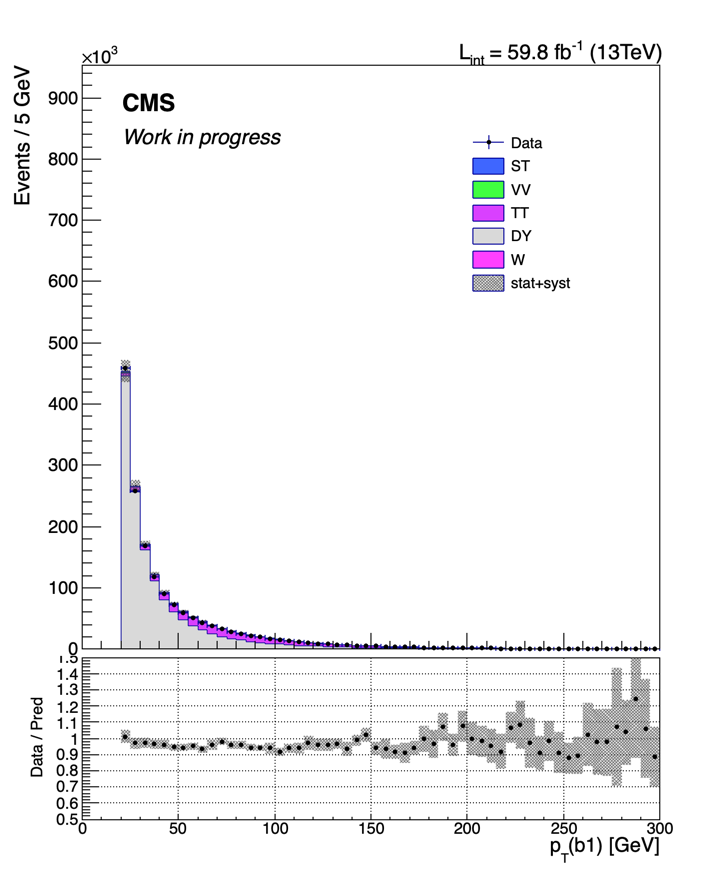 ×10³
L_int = 59.8 fb⁻¹ (13TeV)
Events / 5 GeV
900
800
700
600
500
400
300
200
100
0
CMS
Work in progress
Data
ST
VV
TT
DY
W
stat+syst
Data / Pred
1.5
1.4
1.3
1.2
1.1
1
0.9
0.8
0.7
0.6
0.5
0 50 100 150 200 250 300
p_T(b1) [GeV]